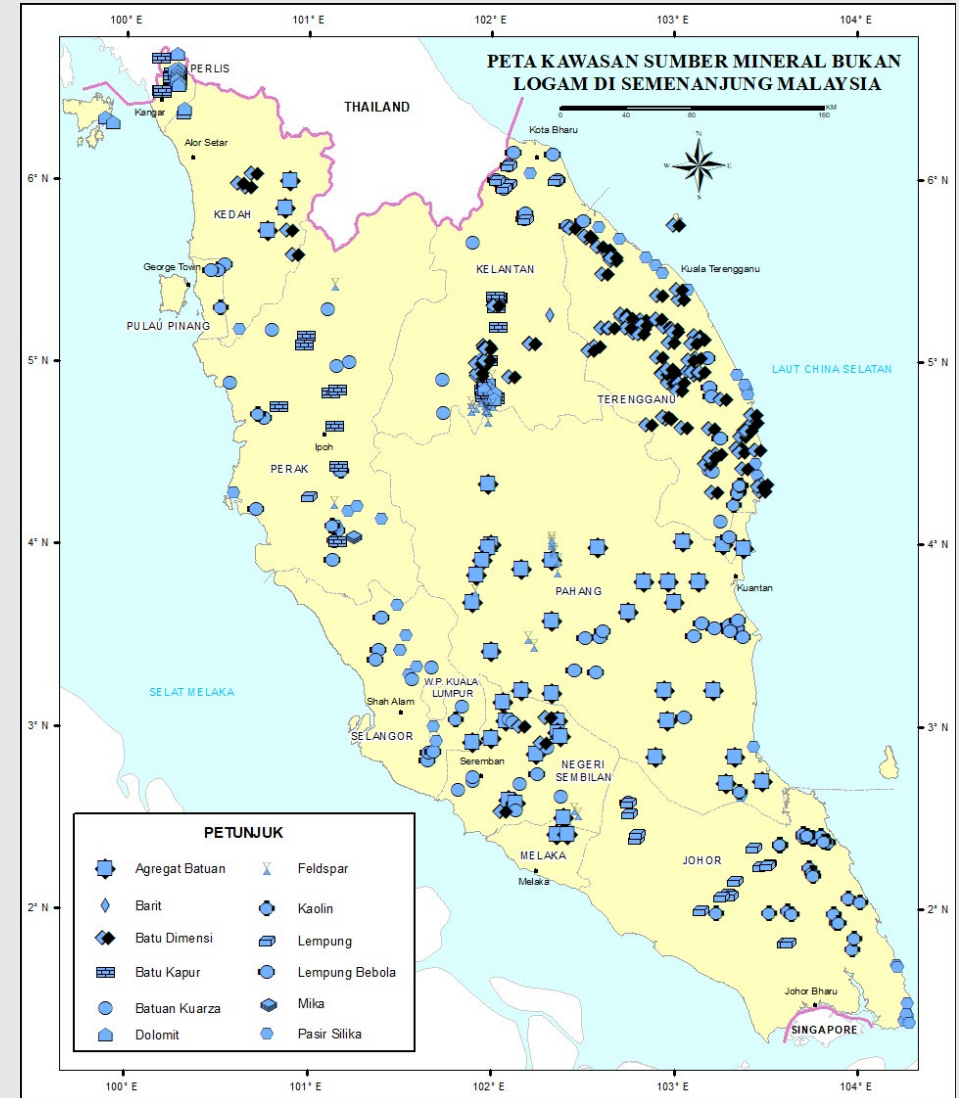 100° E
101° E
102° E
103° E
104° E
PETA KAWASAN SUMBER MINERAL BUKAN
LOGAM DI SEMENANJUNG MALAYSIA
KM
0
40
80
160
N
W
E
S
PERLIS
Kangar
THAILAND
Kota Bharu
Alor Setar
6° N
6° N
KEDAH
George Town
KELANTAN
Kuala Terengganu
PULAU PINANG
5° N
5° N
LAUT CHINA SELATAN
TERENGGANU
Ipoh
PERAK
4° N
4° N
PAHANG
Kuantan
SELAT MELAKA
W.P. KUALA
LUMPUR
Shah Alam
3° N
3° N
SELANGOR
Seremban
NEGERI
SEMBILAN
MELAKA
Melaka
JOHOR
2° N
2° N
Johor Bharu
SINGAPORE
PETUNJUK
Agregat Batuan
Feldspar
Barit
Kaolin
Batu Dimensi
Lempung
Batu Kapur
Lempung Bebola
Batuan Kuarza
Mika
Dolomit
Pasir Silika
100° E
101° E
102° E
103° E
104° E